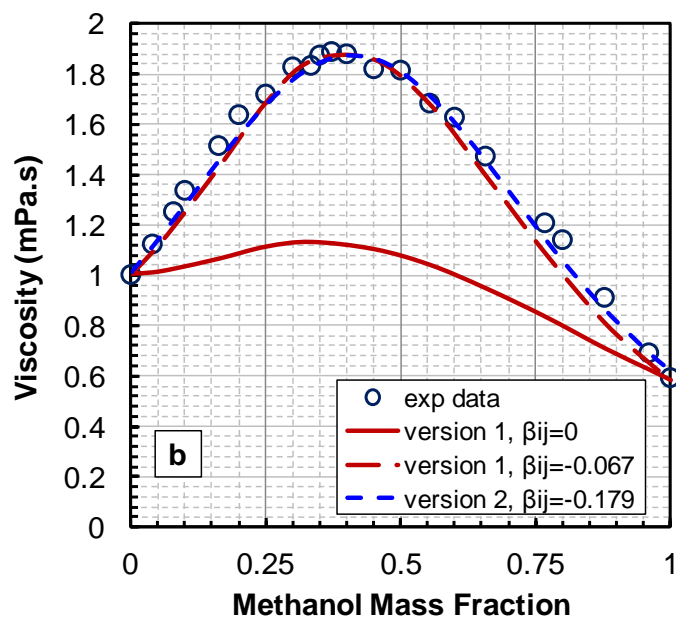 2
1.8
1.6
1.4
1.2
1
0.8
0.6
0.4
0.2
0
Viscosity (mPa.s)
b
exp data
version 1, βij=0
version 1, βij=-0.067
version 2, βij=-0.179
0 0.25 0.5 0.75 1
Methanol Mass Fraction